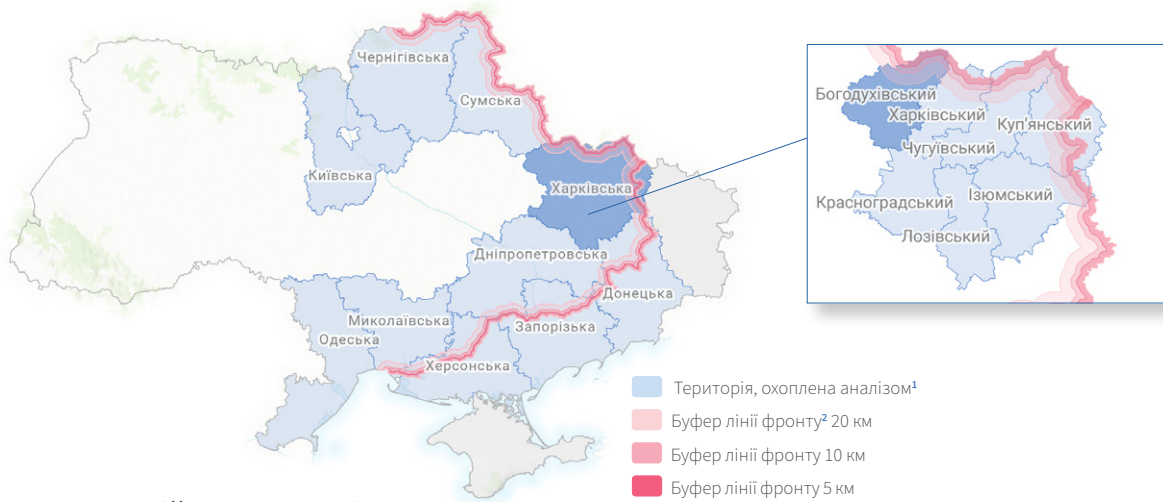 Чернігівська
Сумська
Київська
Харківська
Дніпропетровська
Донецька
Миколаївська
Запорізька
Одеська
Херсонська
Богодухівський
Харківський
Куп'янський
Чугуївський
Красноградський
Ізюмський
Лозівський
Територія, охоплена аналізом¹
Буфер лінії фронту² 20 км
Буфер лінії фронту 10 км
Буфер лінії фронту 5 км